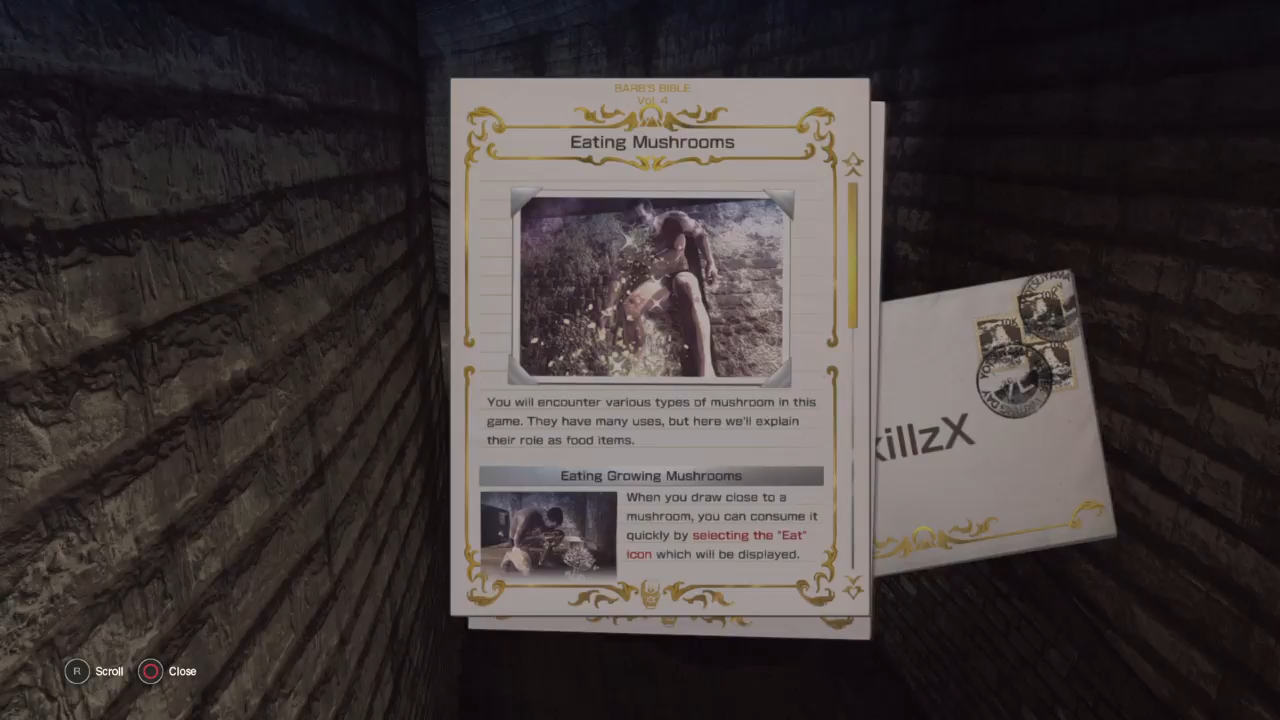 BARB'S BIBLE
Vol. 4
Eating Mushrooms
You will encounter various types of mushroom in this
game. They have many uses, but here we'll explain
their role as food items.
Eating Growing Mushrooms
When you draw close to a
mushroom, you can consume it
quickly by selecting the "Eat"
icon which will be displayed.
killzX
R Scroll
Close